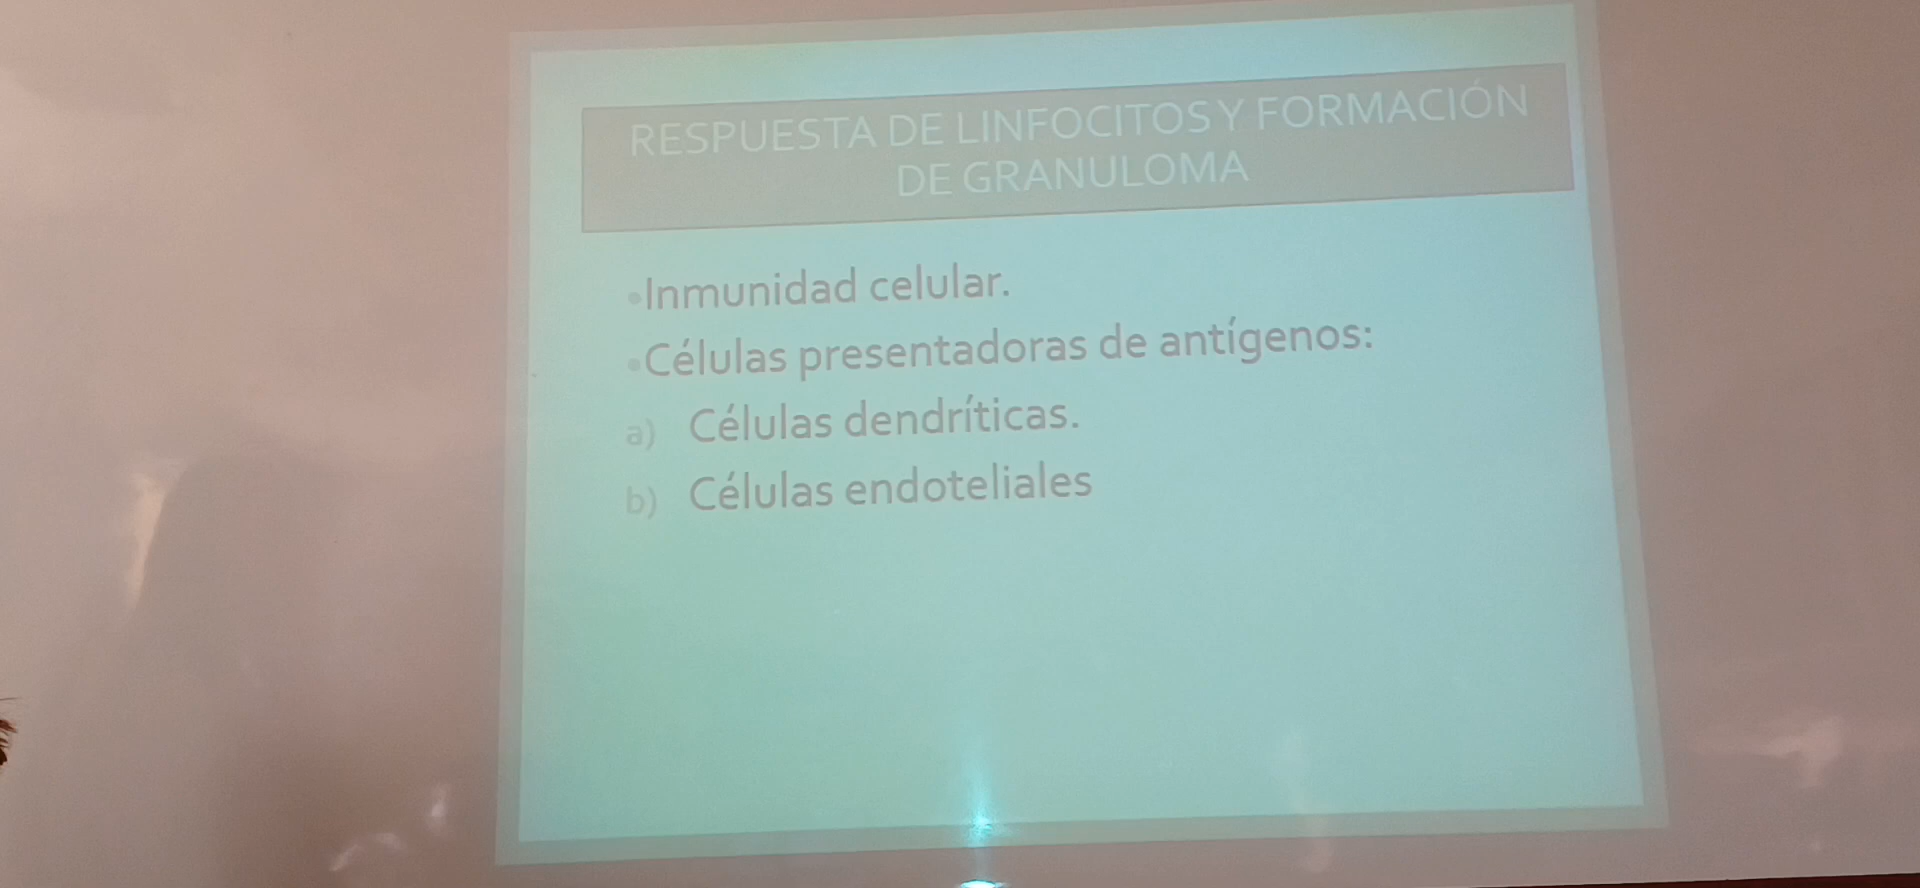 RESPUESTA DE LINFOCITOS Y FORMACIÓN
DE GRANULOMA
•Inmunidad celular.
•Células presentadoras de antígenos:
a) Células dendríticas.
b) Células endoteliales